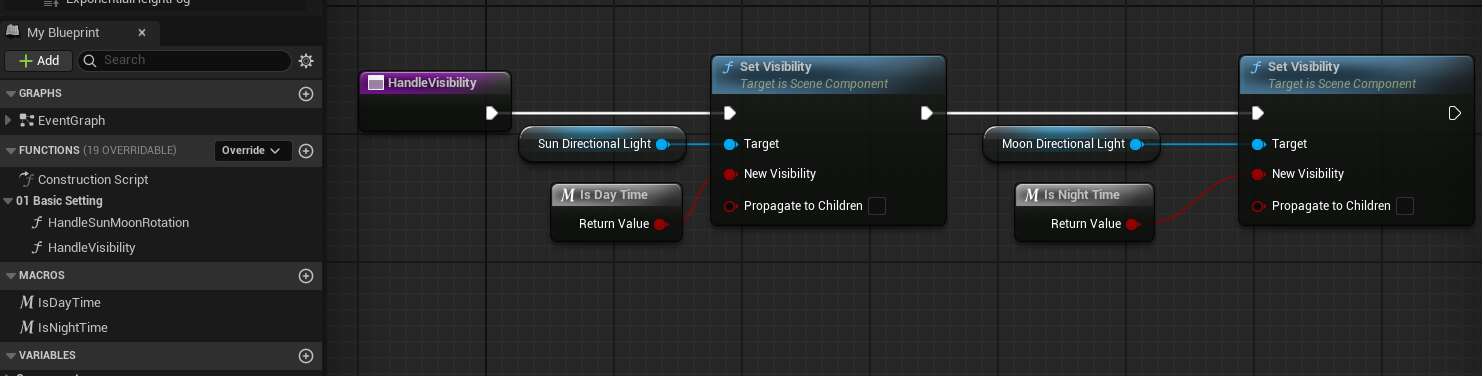 ExponentialHeightFog
My Blueprint
Add
Search
GRAPHS
EventGraph
FUNCTIONS (19 OVERRIDABLE)
Override
Construction Script
01 Basic Setting
HandleSunMoonRotation
HandleVisibility
MACROS
IsDayTime
IsNightTime
VARIABLES
HandleVisibility
Sun Directional Light
Is Day Time
Return Value
Set Visibility
Target is Scene Component
Target
New Visibility
Propagate to Children
Moon Directional Light
Is Night Time
Return Value
Set Visibility
Target is Scene Component
Target
New Visibility
Propagate to Children